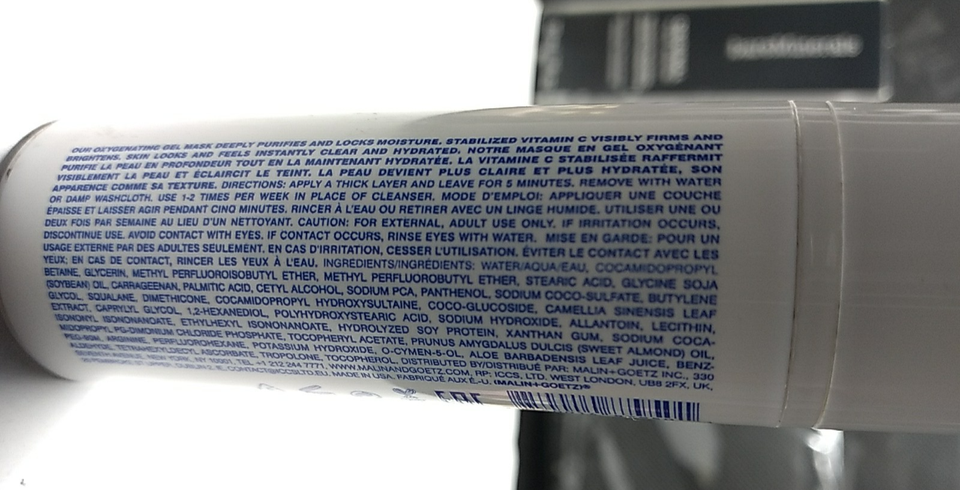 OUR OXYGENATING GEL MASK DEEPLY PURIFIES AND LOCKS MOISTURE. STABILIZED VITAMIN C VISIBLY FIRMS AND
BRIGHTENS. SKIN LOOKS AND FEELS INSTANTLY CLEAR AND HYDRATED. NOTRE MASQUE EN GEL OXYGÉNANT
PURIFIE LA PEAU EN PROFONDEUR TOUT EN LA MAINTENANT HYDRATÉE. LA VITAMINE C STABILISÉE RAFFERMIT
VISIBLEMENT LA PEAU ET ÉCLAIRCIT LE TEINT. LA PEAU DEVIENT PLUS CLAIRE ET PLUS HYDRATÉE, SON
APPARENCE COMME SA TEXTURE. DIRECTIONS: APPLY A THICK LAYER AND LEAVE FOR 5 MINUTES. REMOVE WITH WATER
OR DAMP WASHCLOTH. USE 1-2 TIMES PER WEEK IN PLACE OF CLEANSER. MODE D'EMPLOI: APPLIQUER UNE COUCHE
ÉPAISSE ET LAISSER AGIR PENDANT CINQ MINUTES. RINCER À L'EAU OU RETIRER AVEC UN LINGE HUMIDE. UTILISER UNE OU
DEUX FOIS PAR SEMAINE AU LIEU D'UN NETTOYANT. CAUTION: FOR EXTERNAL, ADULT USE ONLY. IF IRRITATION OCCURS,
DISCONTINUE USE. AVOID CONTACT WITH EYES. IF CONTACT OCCURS, RINSE EYES WITH WATER. MISE EN GARDE: POUR UN
USAGE EXTERNE PAR DES ADULTES SEULEMENT. EN CAS D'IRRITATION, CESSER L'UTILISATION. ÉVITER LE CONTACT AVEC LES
YEUX; EN CAS DE CONTACT, RINCER LES YEUX À L'EAU. INGREDIENTS/INGRÉDIENTS: WATER/AQUA/EAU, COCAMIDOPROPYL
BETAINE, GLYCERIN, METHYL PERFLUOROISOBUTYL ETHER, METHYL PERFLUOROBUTYL ETHER, STEARIC ACID, GLYCINE SOJA
(SOYBEAN) OIL, CARRAGEENAN, PALMITIC ACID, CETYL ALCOHOL, SODIUM PCA, PANTHENOL, SODIUM COCO-SULFATE, BUTYLENE
GLYCOL, SQUALANE, DIMETHICONE, COCAMIDOPROPYL HYDROXYSULTAINE, COCO-GLUCOSIDE, CAMELLIA SINENSIS LEAF
EXTRACT, CAPRYLYL GLYCOL, 1,2-HEXANEDIOL, POLYHYDROXYSTEARIC ACID, SODIUM HYDROXIDE, ALLANTOIN, LECITHIN,
ISONONYL ISONONANOATE, ETHYLHEXYL ISONONANOATE, HYDROLYZED SOY PROTEIN, XANTHAN GUM, SODIUM COCA-
MIDOPROPYL PG-DIMONIUM CHLORIDE PHOSPHATE, TOCOPHERYL ACETATE, PRUNUS AMYGDALUS DULCIS (SWEET ALMOND) OIL,
ARGININE, PERFLUOROHEXANE, POTASSIUM HYDROXIDE, O-CYMEN-5-OL, ALOE BARBADENSIS LEAF JUICE, BENZ-
ASCORBATE, TROPOLONE, TOCOPHEROL. DISTRIBUTED BY/DISTRIBUÉ PAR: MALIN+GOETZ INC., 330
TEL +1 212 244 7771, WWW.MALINANDGOETZ.COM, RP: ICCS, LTD, WEST LONDON, UB8 2FX, UK,
MADE IN USA, FABRIQUÉ AUX É.-U. (MALIN+GOETZ)®